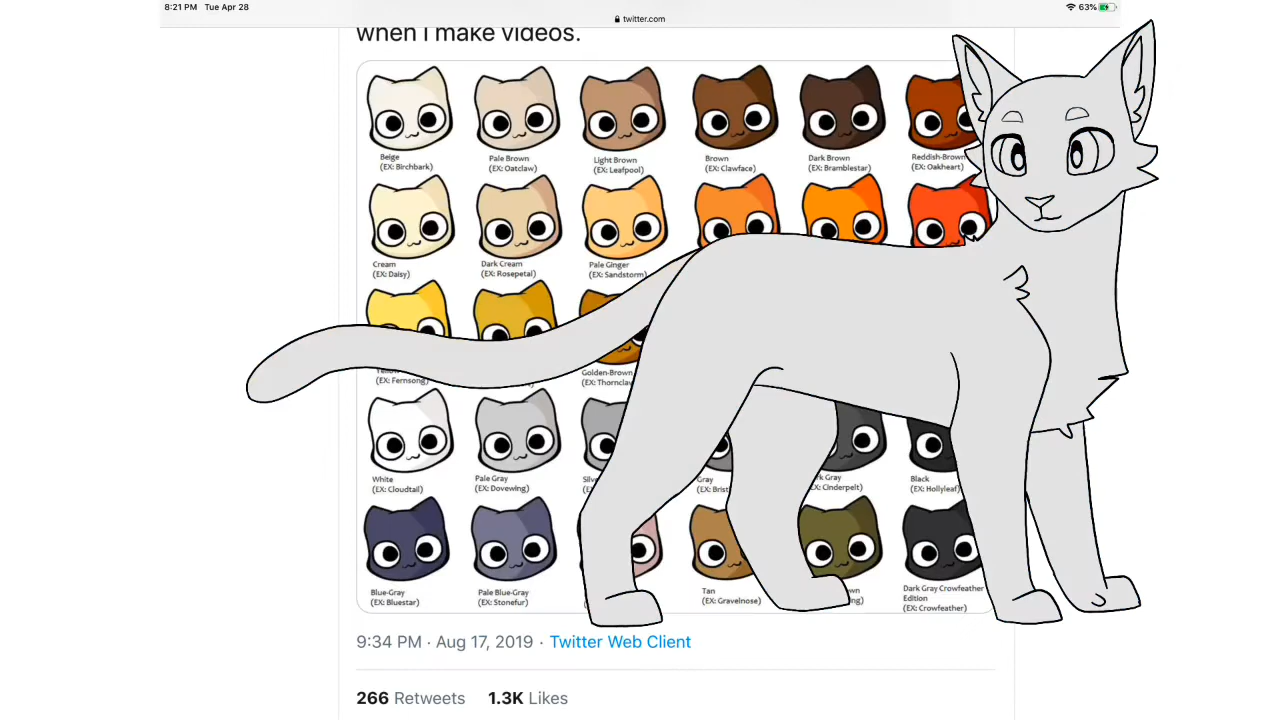 8:21 PM Tue Apr 28
63%
twitter.com
when I make videos.
Beige
(EX: Birchbark)
Pale Brown
(EX: Oatclaw)
Light Brown
(EX: Leafpool)
Brown
(EX: Clawface)
Dark Brown
(EX: Bramblestar)
Reddish-Brown
(EX: Oakheart)
Cream
(EX: Daisy)
Dark Cream
(EX: Rosepetal)
Pale Ginger
(EX: Sandstorm)
(EX: Fernsong)
Golden-Brown
(EX: Thornclaw
White
(EX: Cloudtail)
Pale Gray
(EX: Dovewing)
Gray
Gray
(EX: Cinderpelt)
Black
(EX: Hollyleaf)
Blue-Gray
(EX: Bluestar)
Pale Blue-Gray
(EX: Stonefur)
Tan
(EX: Gravelnose)
Dark Gray Crowfeather
Edition
(EX: Crowfeather)
9:34 PM · Aug 17, 2019 · Twitter Web Client
266 Retweets 1.3K Likes